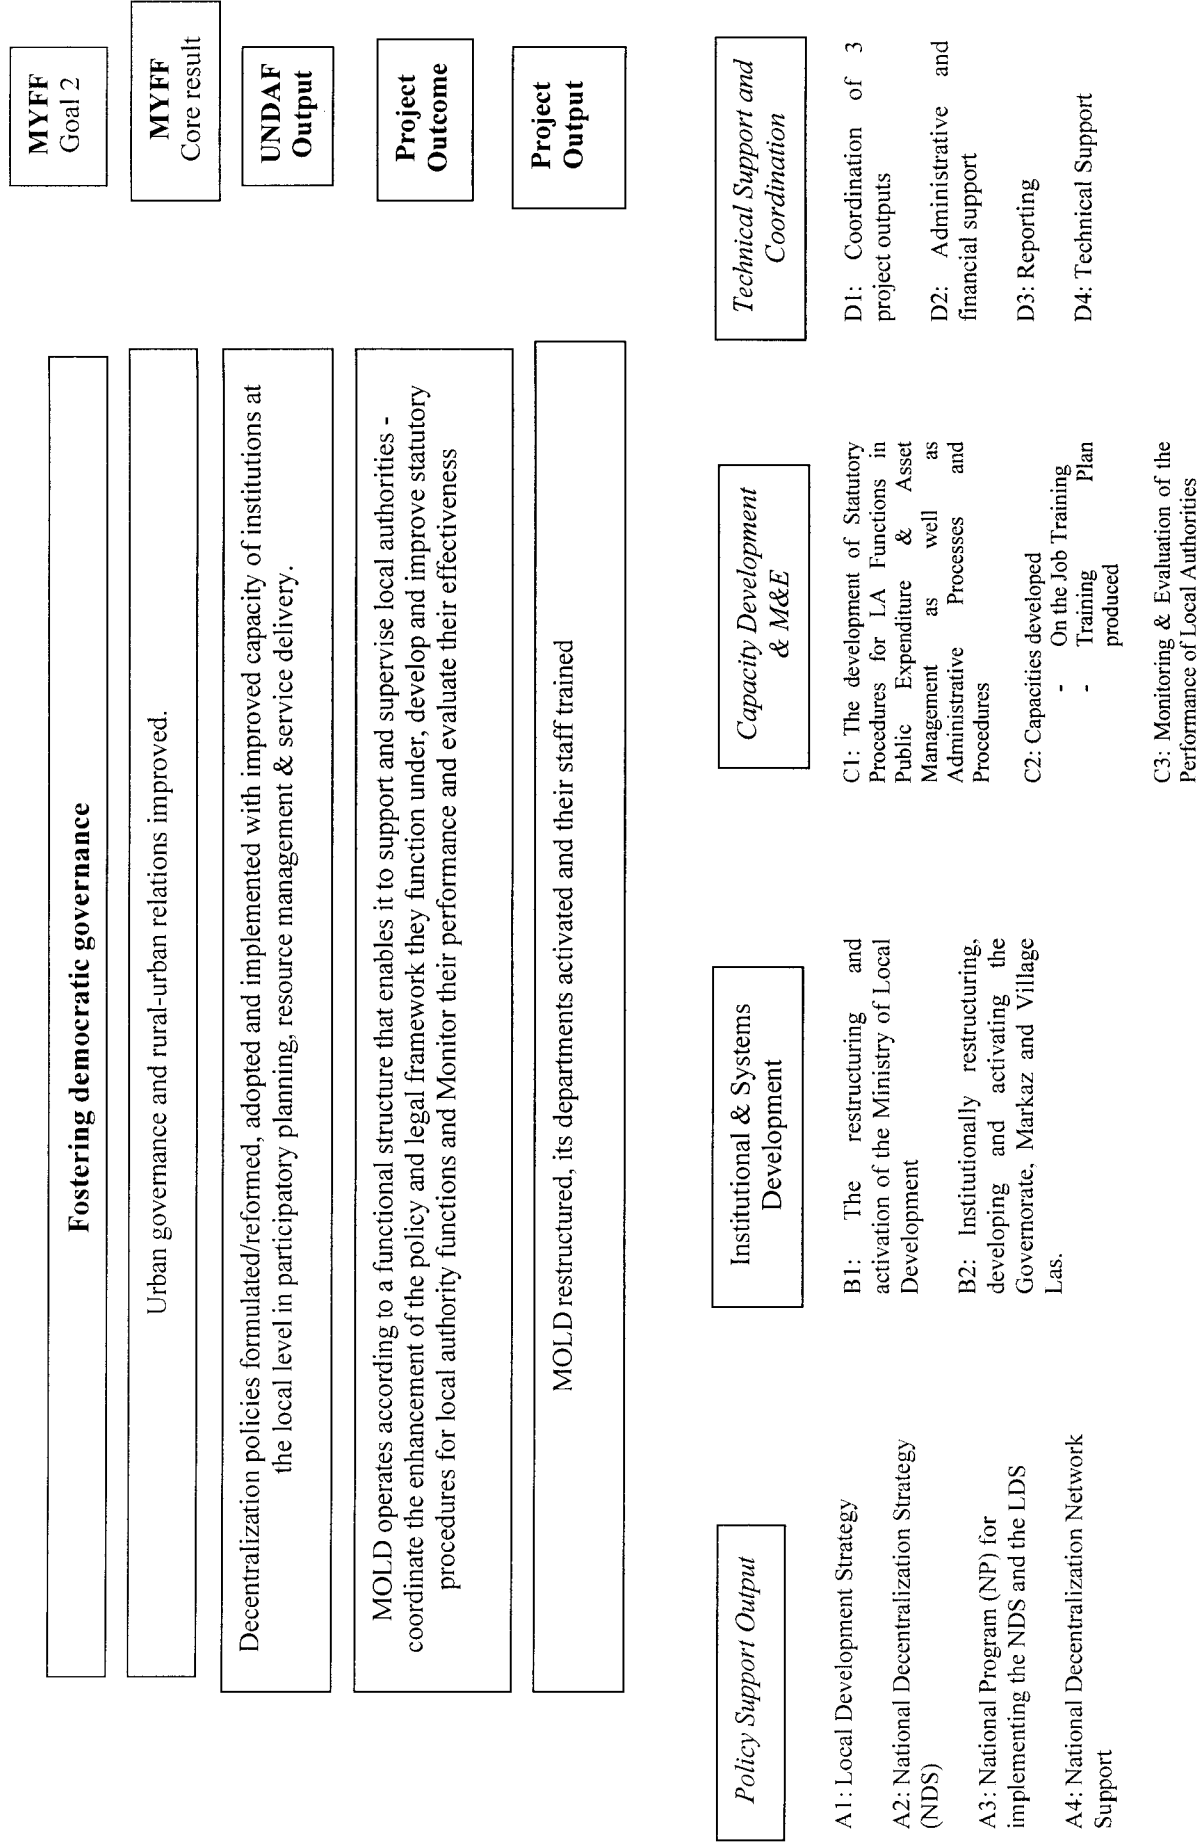 Fostering democratic governance
MYFF
Goal 2
Urban governance and rural-urban relations improved.
MYFF
Core result
Decentralization policies formulated/reformed, adopted and implemented with improved capacity of institutions at
the local level in participatory planning, resource management & service delivery.
UNDAF
Output
MOLD operates according to a functional structure that enables it to support and supervise local authorities -
coordinate the enhancement of the policy and legal framework they function under, develop and improve statutory
procedures for local authority functions and Monitor their performance and evaluate their effectiveness
Project
Outcome
MOLD restructured, its departments activated and their staff trained
Project
Output
Policy Support Output
A1: Local Development Strategy
A2: National Decentralization Strategy
(NDS)
A3: National Program (NP) for
implementing the NDS and the LDS
A4: National Decentralization Network
Support
Institutional & Systems
Development
B1: The restructuring and
activation of the Ministry of Local
Development
B2: Institutionally restructuring,
developing and activating the
Governorate, Markaz and Village
Las.
Capacity Development
& M&E
C1: The development of Statutory
Procedures for LA Functions in
Public Expenditure & Asset
Management as well as
Administrative Processes and
Procedures
C2: Capacities developed
- On the Job Training
- Training Plan
produced
C3: Monitoring & Evaluation of the
Performance of Local Authorities
Technical Support and
Coordination
D1: Coordination of 3
project outputs
D2: Administrative and
financial support
D3: Reporting
D4: Technical Support